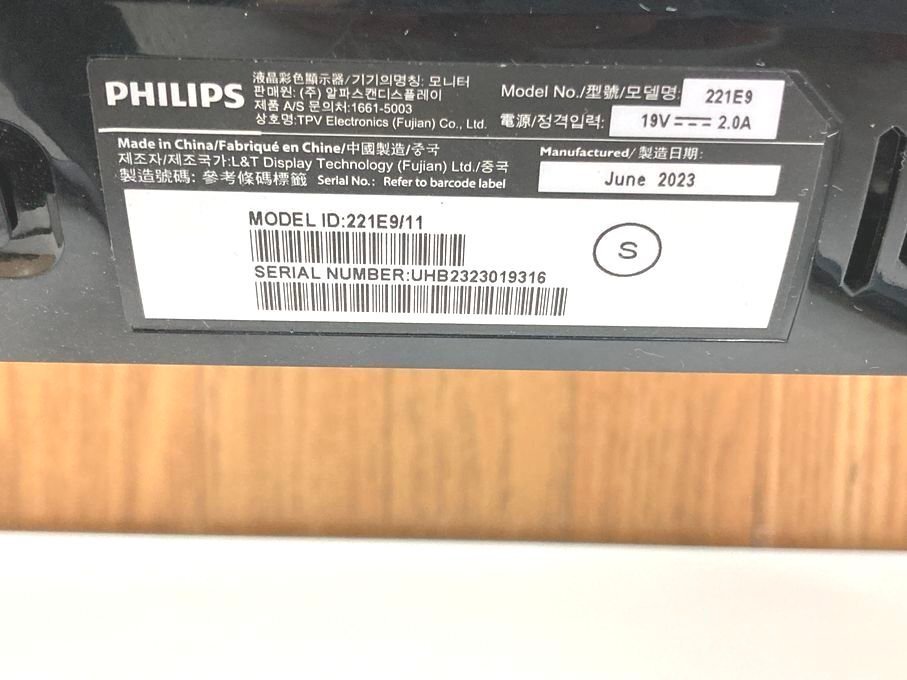 PHILIPS
液晶彩色顯示器/기기의명칭: 모니터
판매원: (주) 알파스캔디스플레이
제품 A/S 문의처:1661-5003
상호명:TPV Electronics (Fujian) Co., Ltd.
Model No./型號/모델명: 221E9
電源/정격입력: 19V⎓ 2.0A
Made in China/Fabriqué en Chine/中國製造/중국
제조자/제조국가:L&T Display Technology (Fujian) Ltd./중국
製造號碼: 參考條碼標籤 Serial No.: Refer to barcode label
Manufactured/ 製造日期:
June 2023
MODEL ID:221E9/11
SERIAL NUMBER:UHB2323019316
S